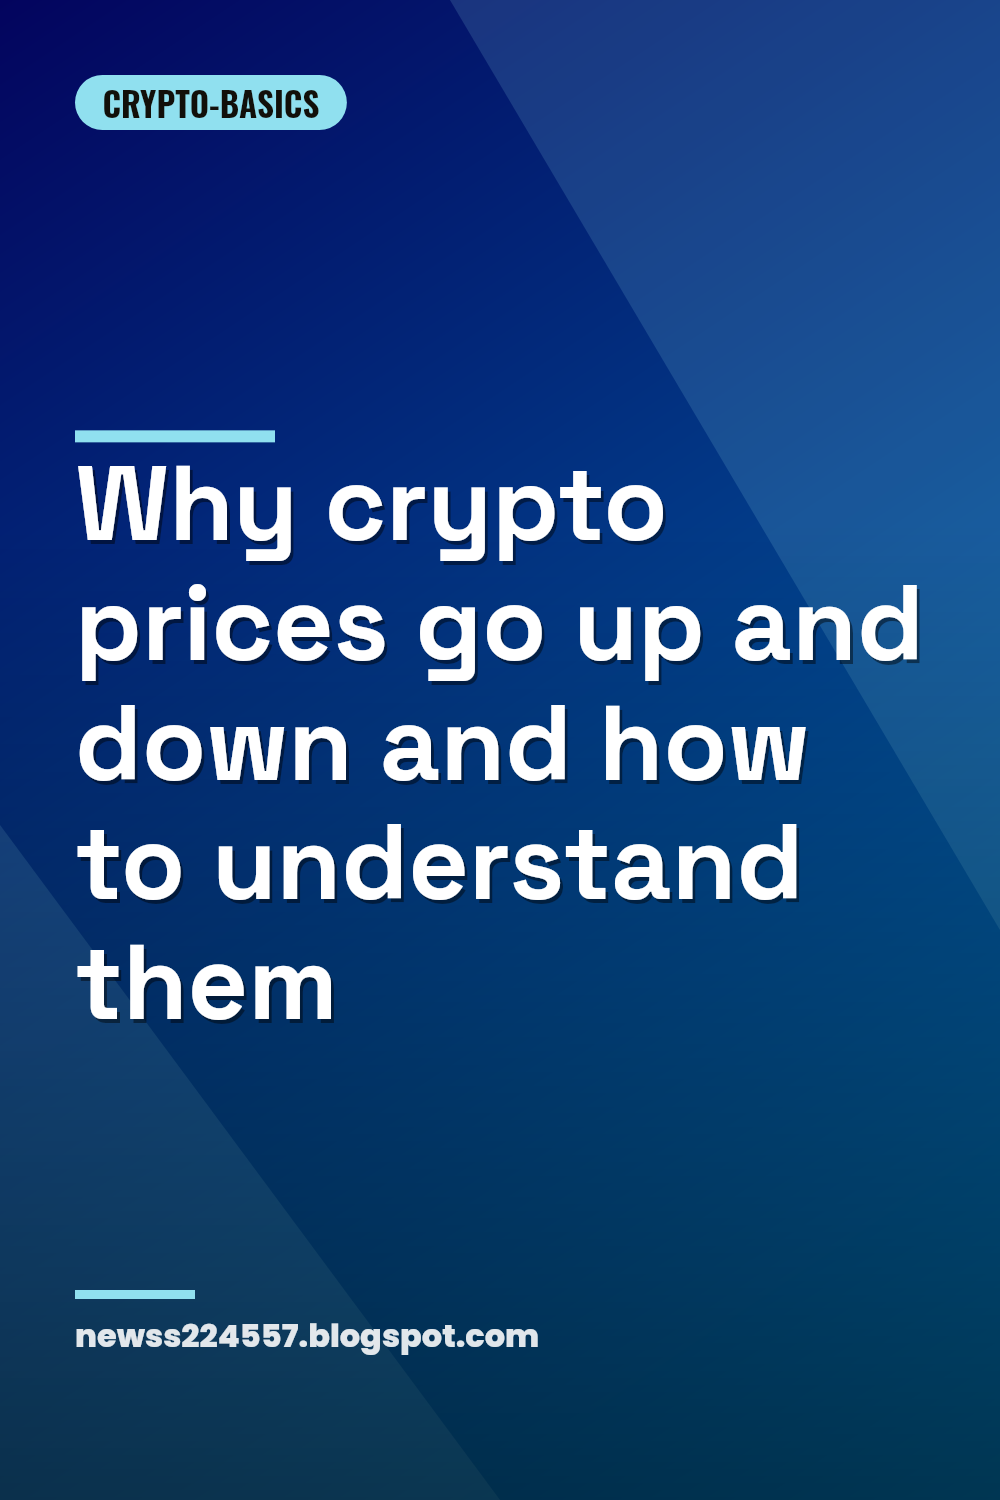 CRYPTO-BASICS
Why crypto
prices go up and
down and how
to understand
them
newss224557.blogspot.com